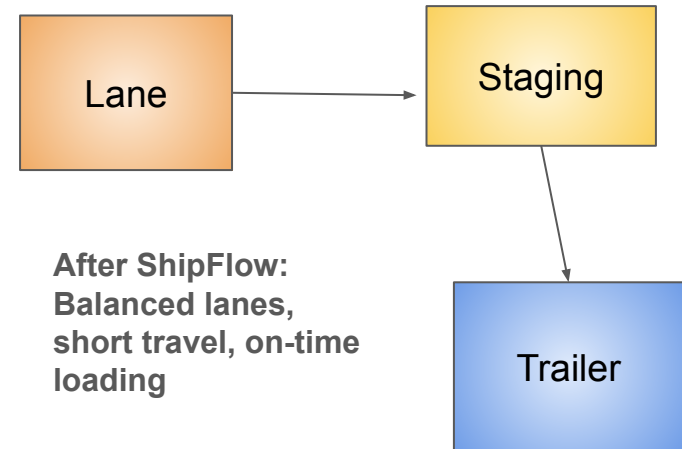 Lane
Staging
After ShipFlow:
Balanced lanes,
short travel, on-time
loading
Trailer